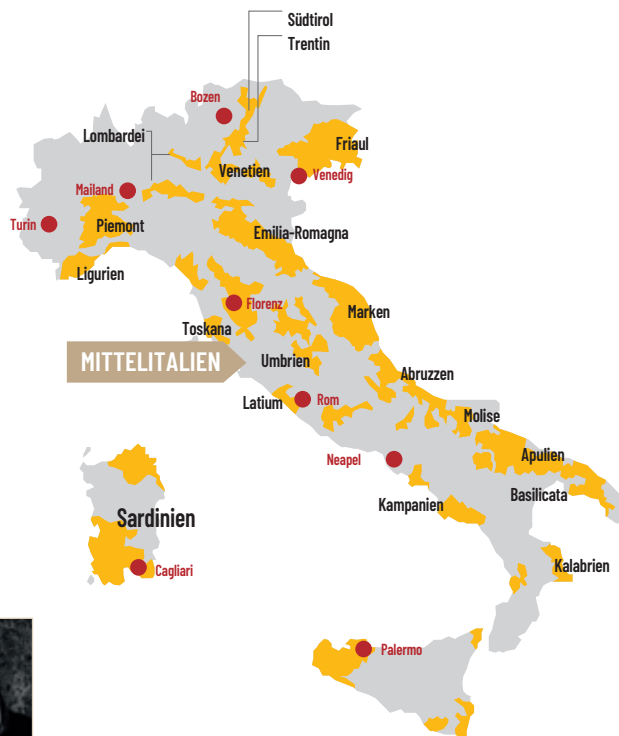 Südtirol
Trentin
Bozen
Lombardei
Friaul
Venetien
Venedig
Mailand
Turin
Piemont
Emilia-Romagna
Ligurien
Florenz
Marken
Toskana
MITTELITALIEN
Umbrien
Abruzzen
Latium
Rom
Molise
Neapel
Apulien
Basilicata
Kampanien
Sardinien
Kalabrien
Cagliari
Palermo